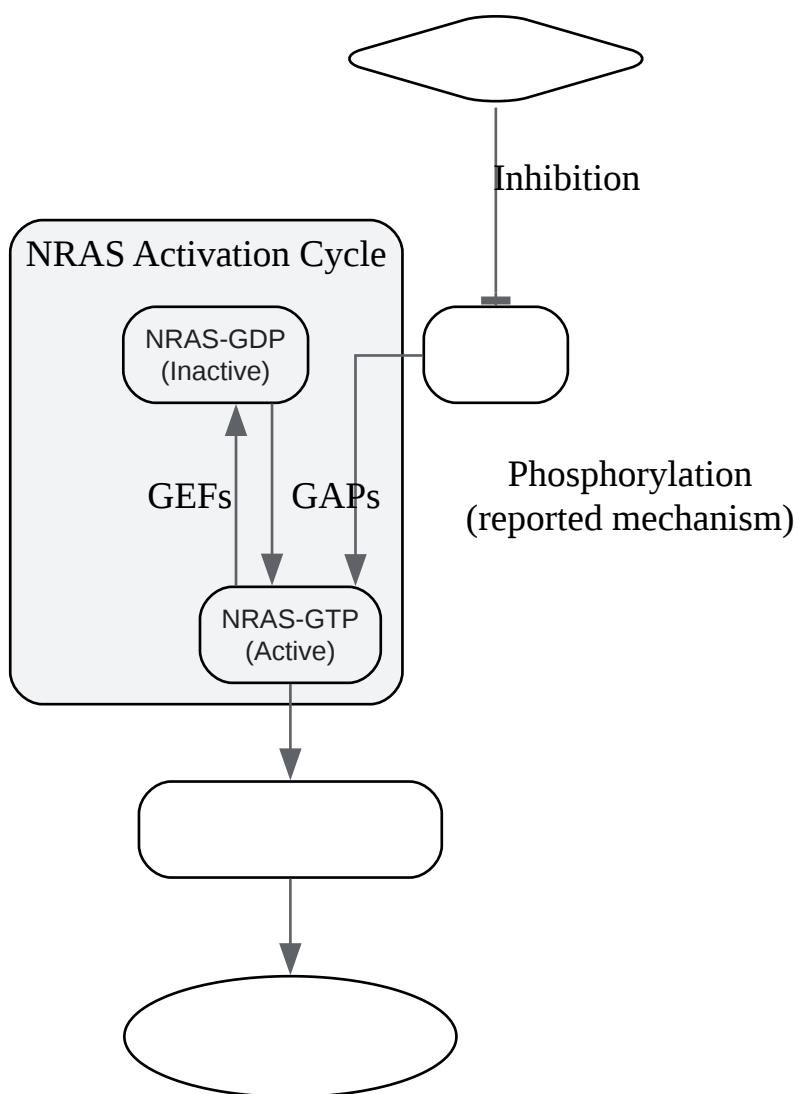 Inhibition
NRAS Activation Cycle
NRAS-GDP
(Inactive)
GEFs
GAPs
Phosphorylation
(reported mechanism)
NRAS-GTP
(Active)